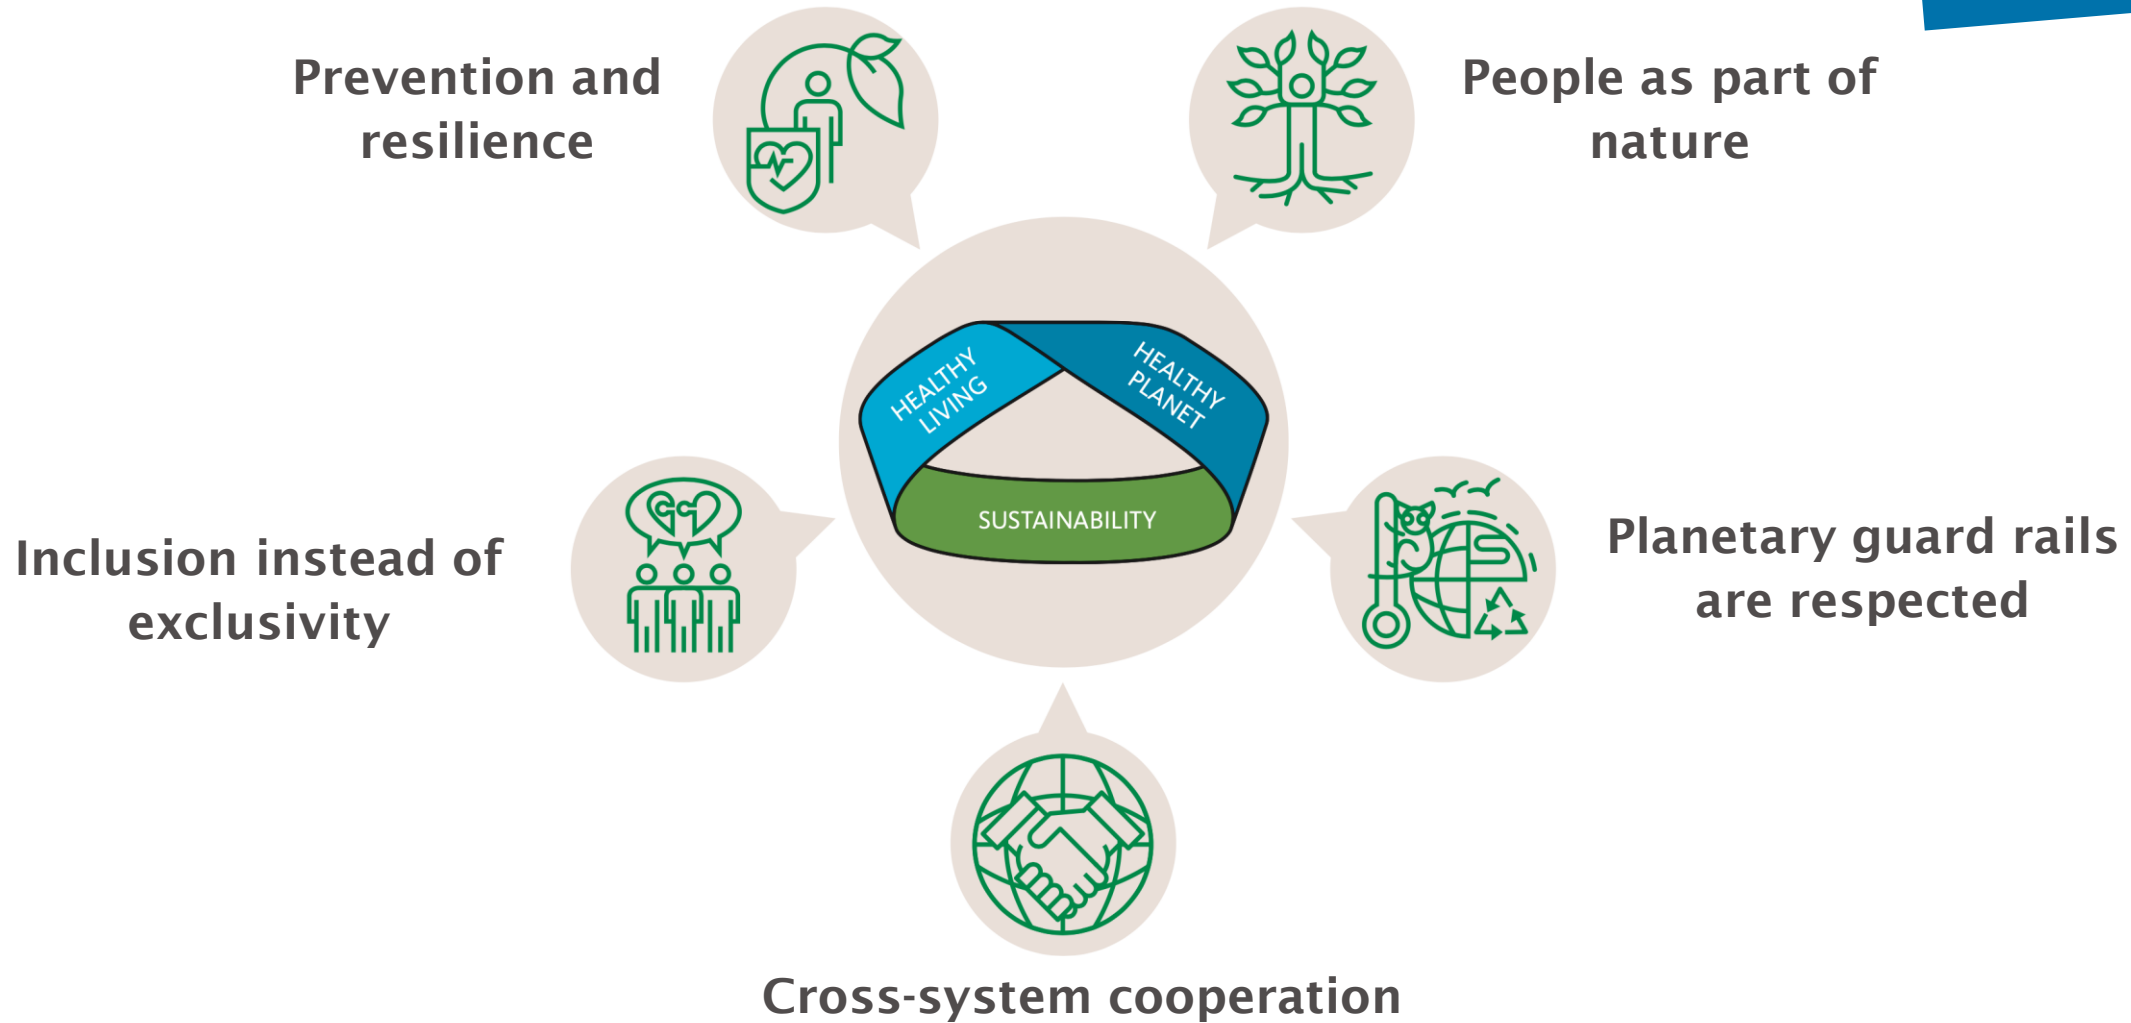 Prevention and
resilience
People as part of
nature
HEALTHY
LIVING
HEALTHY
PLANET
SUSTAINABILITY
Inclusion instead of
exclusivity
Planetary guard rails
are respected
Cross-system cooperation